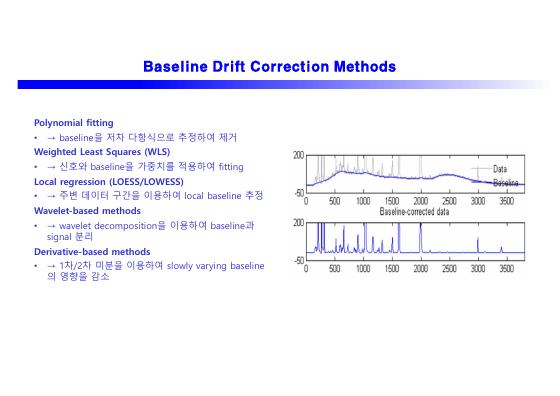 Baseline Drift Correction Methods
Polynomial fitting
• → baseline을 저차 다항식으로 추정하여 제거
Weighted Least Squares (WLS)
• → 신호와 baseline을 가중치를 적용하여 fitting
Local regression (LOESS/LOWESS)
• → 주변 데이터 구간을 이용하여 local baseline 추정
Wavelet-based methods
• → wavelet decomposition을 이용하여 baseline과
signal 분리
Derivative-based methods
• → 1차/2차 미분을 이용하여 slowly varying baseline
의 영향을 감소
200
Data
Baseline
-50
0 500 1000 1500 2000 2500 3000 3500
Baseline-corrected data
200
-50
0 500 1000 1500 2000 2500 3000 3500